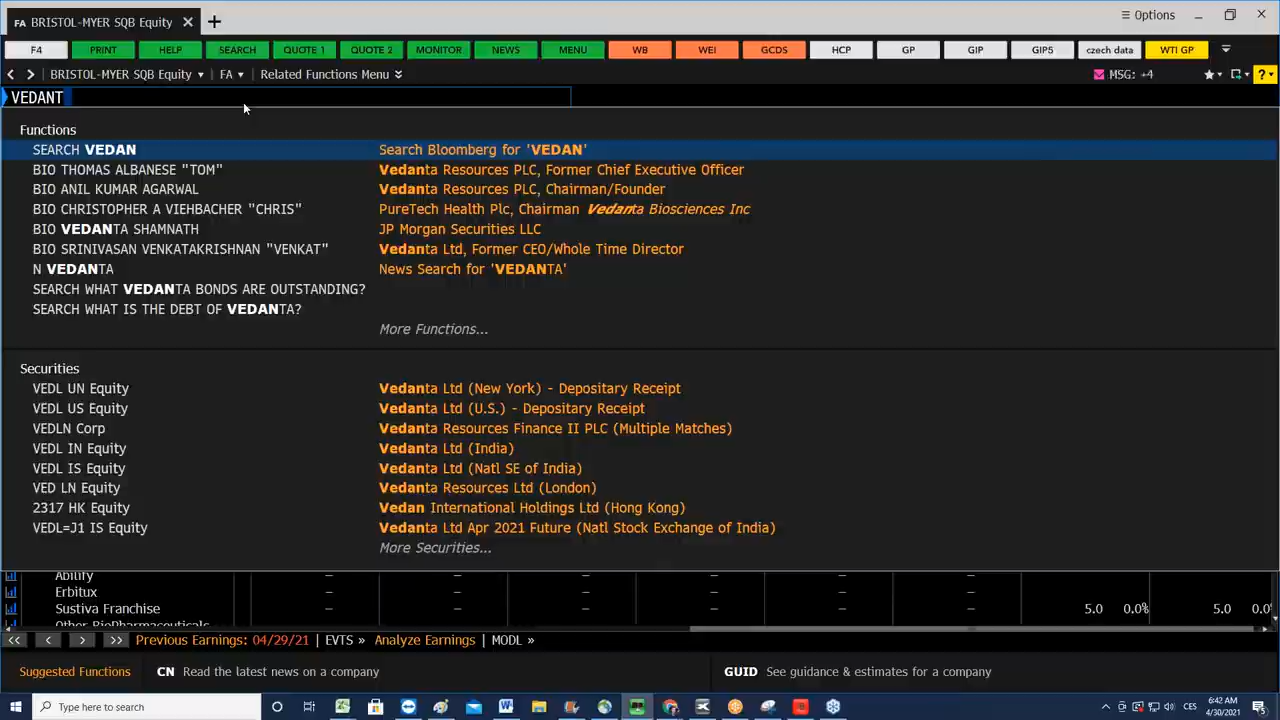 FA BRISTOL-MYER SQB Equity × +
Options
F4 PRINT HELP SEARCH QUOTE 1 QUOTE 2 MONITOR NEWS MENU WB WEI GCDS HCP GP GIP GIP5 czech data WTI GP
BRISTOL-MYER SQB Equity FA Related Functions Menu MSG: +4 ?
VEDANT
Functions
SEARCH VEDAN Search Bloomberg for 'VEDAN'
BIO THOMAS ALBANESE "TOM" Vedanta Resources PLC, Former Chief Executive Officer
BIO ANIL KUMAR AGARWAL Vedanta Resources PLC, Chairman/Founder
BIO CHRISTOPHER A VIEHBACHER "CHRIS" PureTech Health Plc, Chairman Vedanta Biosciences Inc
BIO VEDANTA SHAMNATH JP Morgan Securities LLC
BIO SRINIVASAN VENKATAKRISHNAN "VENKAT" Vedanta Ltd, Former CEO/Whole Time Director
N VEDANTA News Search for 'VEDANTA'
SEARCH WHAT VEDANTA BONDS ARE OUTSTANDING?
SEARCH WHAT IS THE DEBT OF VEDANTA?
More Functions...
Securities
VEDL UN Equity Vedanta Ltd (New York) - Depositary Receipt
VEDL US Equity Vedanta Ltd (U.S.) - Depositary Receipt
VEDLN Corp Vedanta Resources Finance II PLC (Multiple Matches)
VEDL IN Equity Vedanta Ltd (India)
VEDL IS Equity Vedanta Ltd (Natl SE of India)
VED LN Equity Vedanta Resources Ltd (London)
2317 HK Equity Vedan International Holdings Ltd (Hong Kong)
VEDL=J1 IS Equity Vedanta Ltd Apr 2021 Future (Natl Stock Exchange of India)
More Securities...
Abilify – – – – – –
Erbitux – – – – – –
Sustiva Franchise – – – – – – 5.0 0.0% 5.0 0.0
Other BioPharmaceuticals
<< < > >> Previous Earnings: 04/29/21 | EVTS » Analyze Earnings | MODL »
Suggested Functions CN Read the latest news on a company GUID See guidance & estimates for a company
Type here to search CES 6:42 AM
4/30/2021